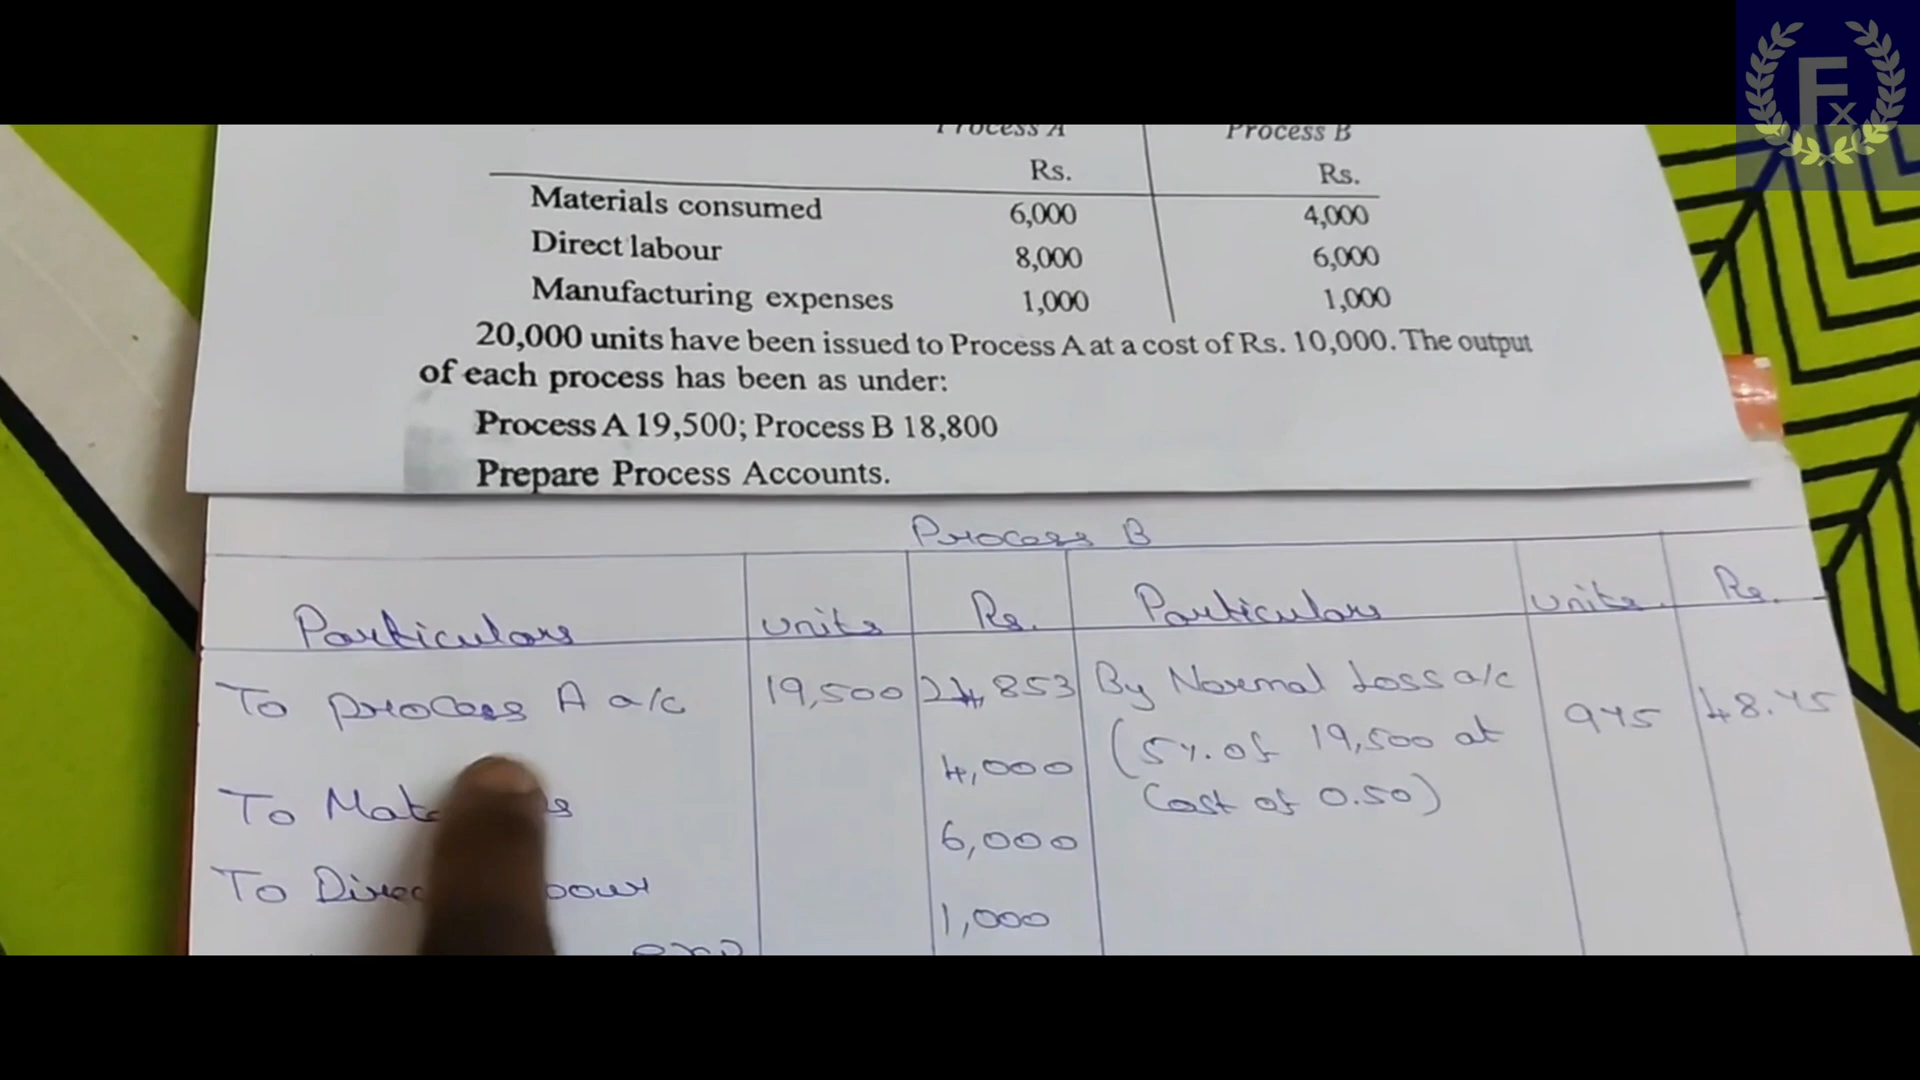 Fx
Process A Process B
Rs. Rs.
Materials consumed 6,000 4,000
Direct labour 8,000 6,000
Manufacturing expenses 1,000 1,000
20,000 units have been issued to Process A at a cost of Rs. 10,000. The output
of each process has been as under:
Process A 19,500; Process B 18,800
Prepare Process Accounts.
Process B
Particulars units Rs. Particulars units Rs.
To process A a/c 19,500 24,853 By Normal Loss a/c 975 48.75
(5% of 19,500 at
Cost of 0.50)
To 4,000
To 6,000
1,000